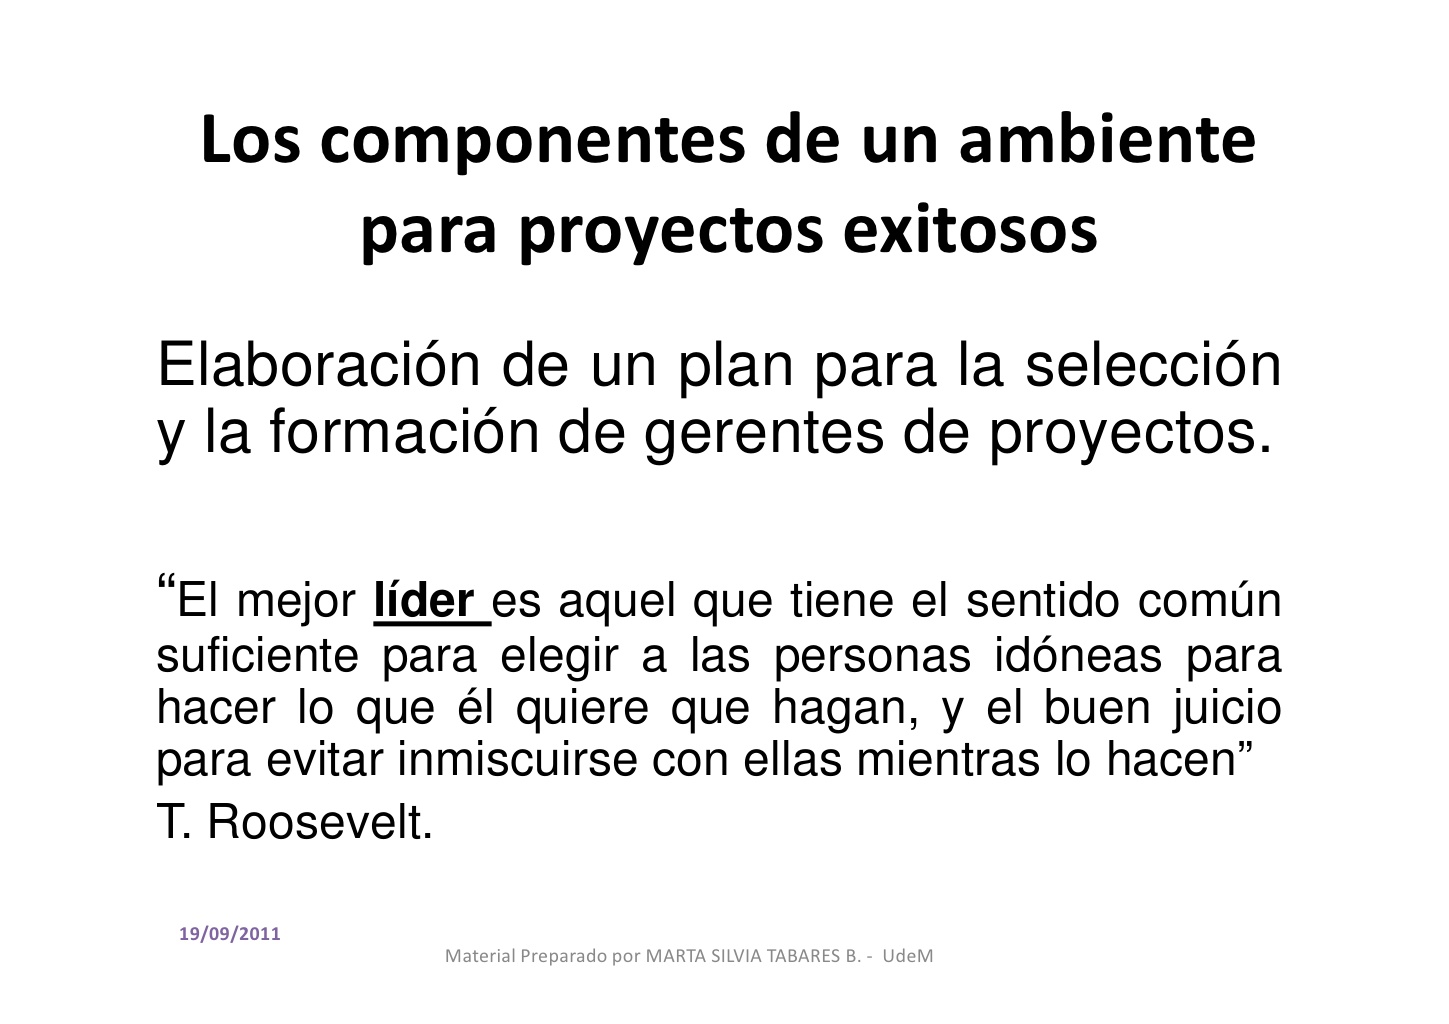 Los componentes de un ambiente
para proyectos exitosos
Elaboración de un plan para la selección
y la formación de gerentes de proyectos.
“El mejor líder es aquel que tiene el sentido común
suficiente para elegir a las personas idóneas para
hacer lo que él quiere que hagan, y el buen juicio
para evitar inmiscuirse con ellas mientras lo hacen”
T. Roosevelt.
19/09/2011
Material Preparado por MARTA SILVIA TABARES B. - UdeM